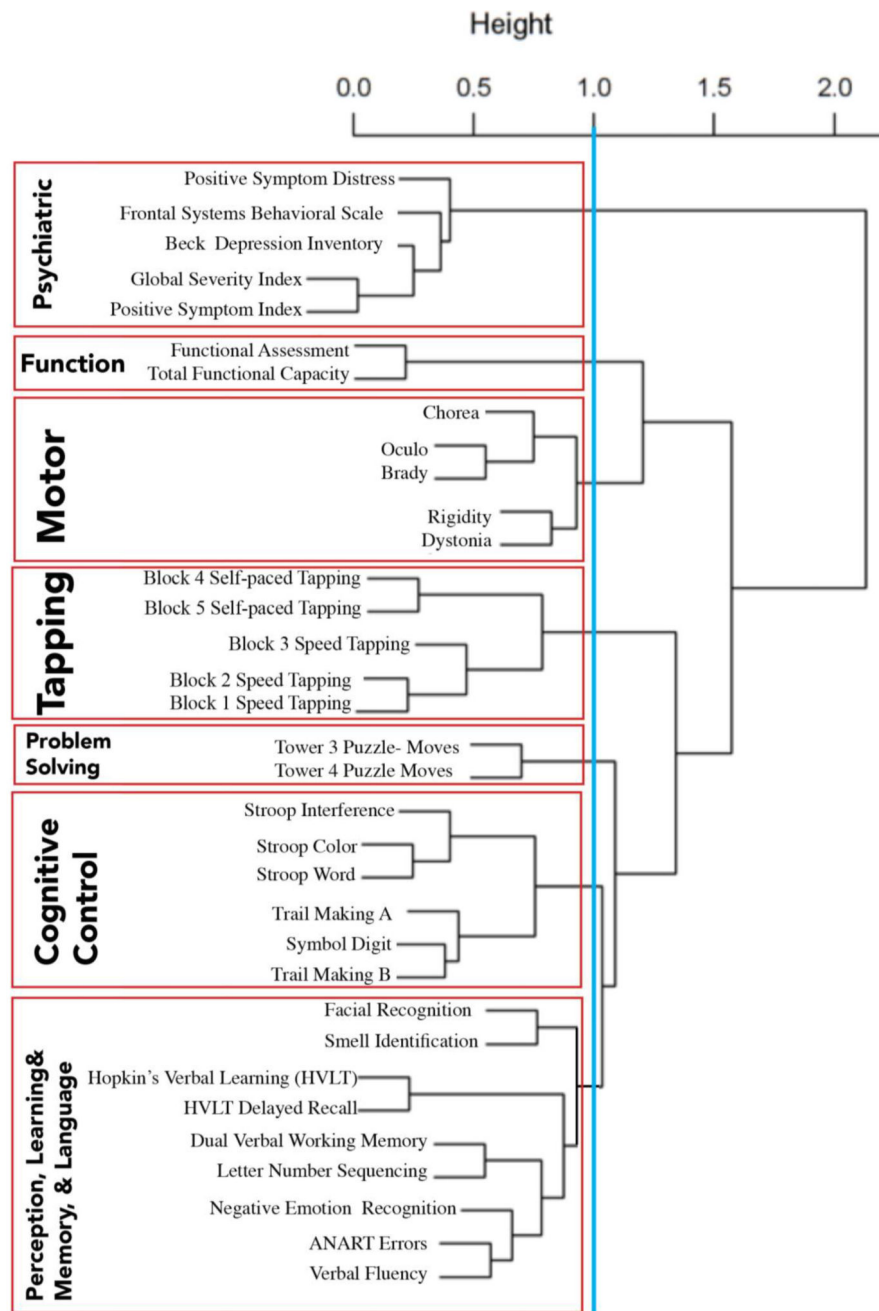 Height
0.0 0.5 1.0 1.5 2.0
Psychiatric
Positive Symptom Distress
Frontal Systems Behavioral Scale
Beck Depression Inventory
Global Severity Index
Positive Symptom Index
Function
Functional Assessment
Total Functional Capacity
Motor
Chorea
Oculo
Brady
Rigidity
Dystonia
Tapping
Block 4 Self-paced Tapping
Block 5 Self-paced Tapping
Block 3 Speed Tapping
Block 2 Speed Tapping
Block 1 Speed Tapping
Problem
Solving
Tower 3 Puzzle- Moves
Tower 4 Puzzle Moves
Cognitive
Control
Stroop Interference
Stroop Color
Stroop Word
Trail Making A
Symbol Digit
Trail Making B
Perception, Learning&
Memory, & Language
Facial Recognition
Smell Identification
Hopkin's Verbal Learning (HVLT)
HVLT Delayed Recall
Dual Verbal Working Memory
Letter Number Sequencing
Negative Emotion Recognition
ANART Errors
Verbal Fluency